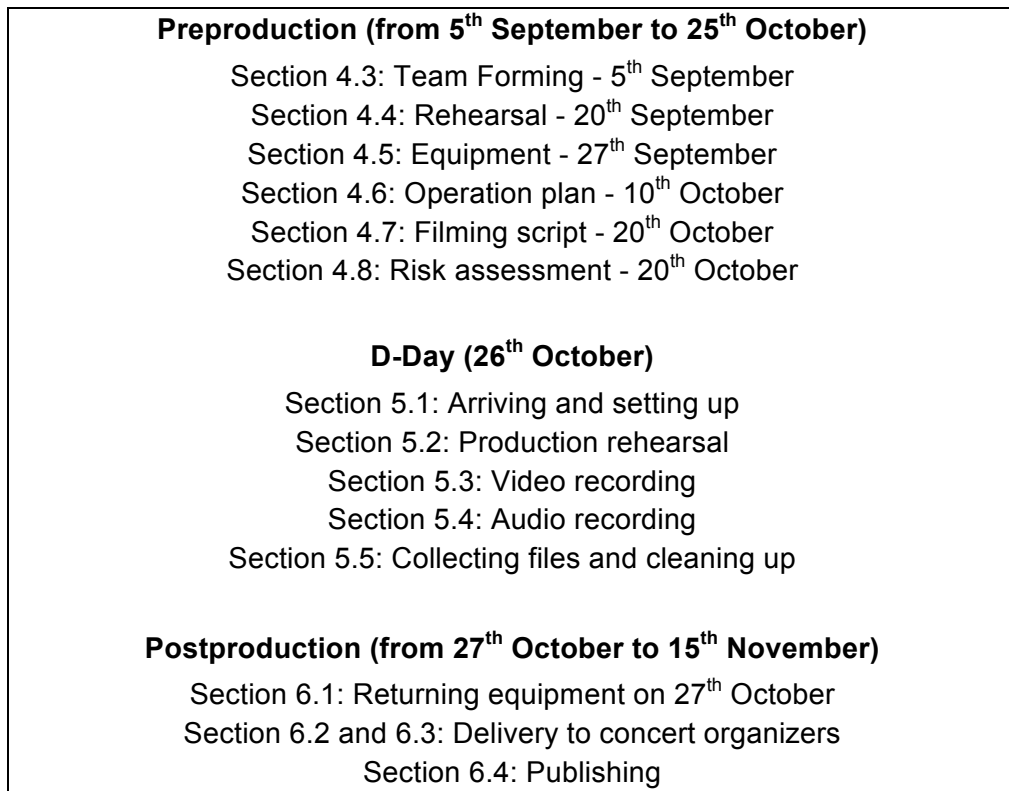 Preproduction (from 5th September to 25th October)
Section 4.3: Team Forming - 5th September
Section 4.4: Rehearsal - 20th September
Section 4.5: Equipment - 27th September
Section 4.6: Operation plan - 10th October
Section 4.7: Filming script - 20th October
Section 4.8: Risk assessment - 20th October
D-Day (26th October)
Section 5.1: Arriving and setting up
Section 5.2: Production rehearsal
Section 5.3: Video recording
Section 5.4: Audio recording
Section 5.5: Collecting files and cleaning up
Postproduction (from 27th October to 15th November)
Section 6.1: Returning equipment on 27th October
Section 6.2 and 6.3: Delivery to concert organizers
Section 6.4: Publishing